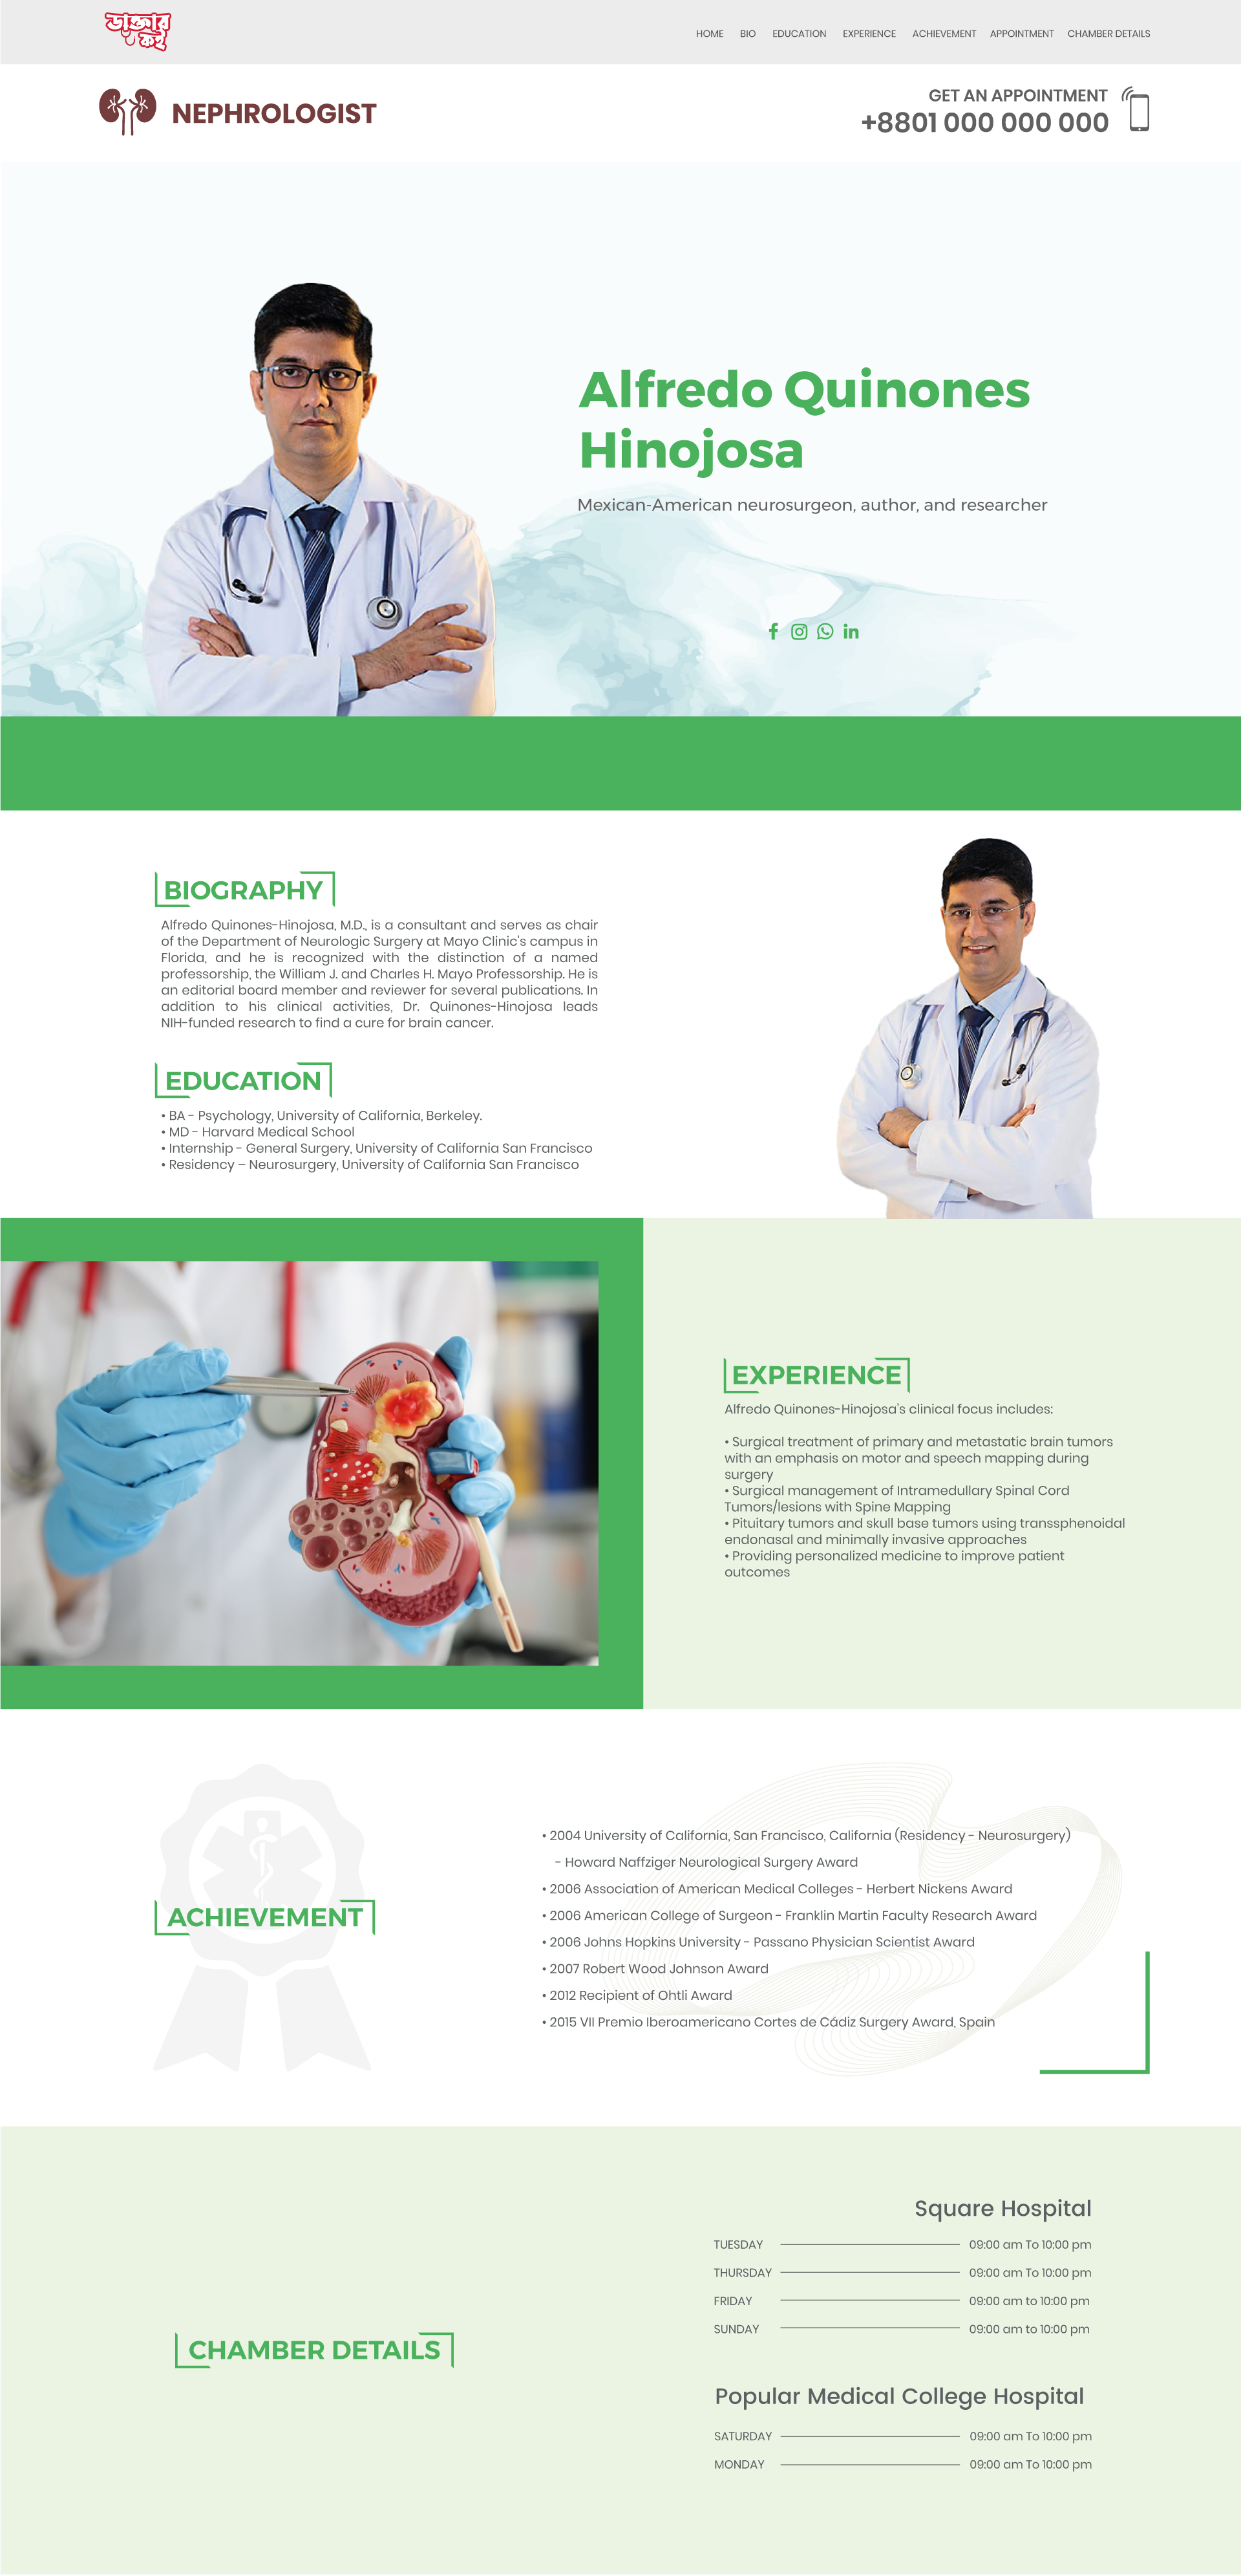 ডাক্তার
কই
HOME BIO EDUCATION EXPERIENCE ACHIEVEMENT APPOINTMENT CHAMBER DETAILS
NEPHROLOGIST
GET AN APPOINTMENT
+8801 000 000 000
Alfredo Quinones
Hinojosa
Mexican-American neurosurgeon, author, and researcher
BIOGRAPHY
Alfredo Quinones-Hinojosa, M.D., is a consultant and serves as chair
of the Department of Neurologic Surgery at Mayo Clinic's campus in
Florida, and he is recognized with the distinction of a named
professorship, the William J. and Charles H. Mayo Professorship. He is
an editorial board member and reviewer for several publications. In
addition to his clinical activities, Dr. Quinones-Hinojosa leads
NIH-funded research to find a cure for brain cancer.
EDUCATION
• BA - Psychology, University of California, Berkeley.
• MD - Harvard Medical School
• Internship - General Surgery, University of California San Francisco
• Residency – Neurosurgery, University of California San Francisco
EXPERIENCE
Alfredo Quinones-Hinojosa's clinical focus includes:
• Surgical treatment of primary and metastatic brain tumors
with an emphasis on motor and speech mapping during
surgery
• Surgical management of Intramedullary Spinal Cord
Tumors/lesions with Spine Mapping
• Pituitary tumors and skull base tumors using transsphenoidal
endonasal and minimally invasive approaches
• Providing personalized medicine to improve patient
outcomes
ACHIEVEMENT
• 2004 University of California, San Francisco, California (Residency - Neurosurgery)
- Howard Naffziger Neurological Surgery Award
• 2006 Association of American Medical Colleges - Herbert Nickens Award
• 2006 American College of Surgeon - Franklin Martin Faculty Research Award
• 2006 Johns Hopkins University - Passano Physician Scientist Award
• 2007 Robert Wood Johnson Award
• 2012 Recipient of Ohtli Award
• 2015 VII Premio Iberoamericano Cortes de Cádiz Surgery Award, Spain
CHAMBER DETAILS
Square Hospital
TUESDAY 09:00 am To 10:00 pm
THURSDAY 09:00 am To 10:00 pm
FRIDAY 09:00 am to 10:00 pm
SUNDAY 09:00 am to 10:00 pm
Popular Medical College Hospital
SATURDAY 09:00 am To 10:00 pm
MONDAY 09:00 am To 10:00 pm